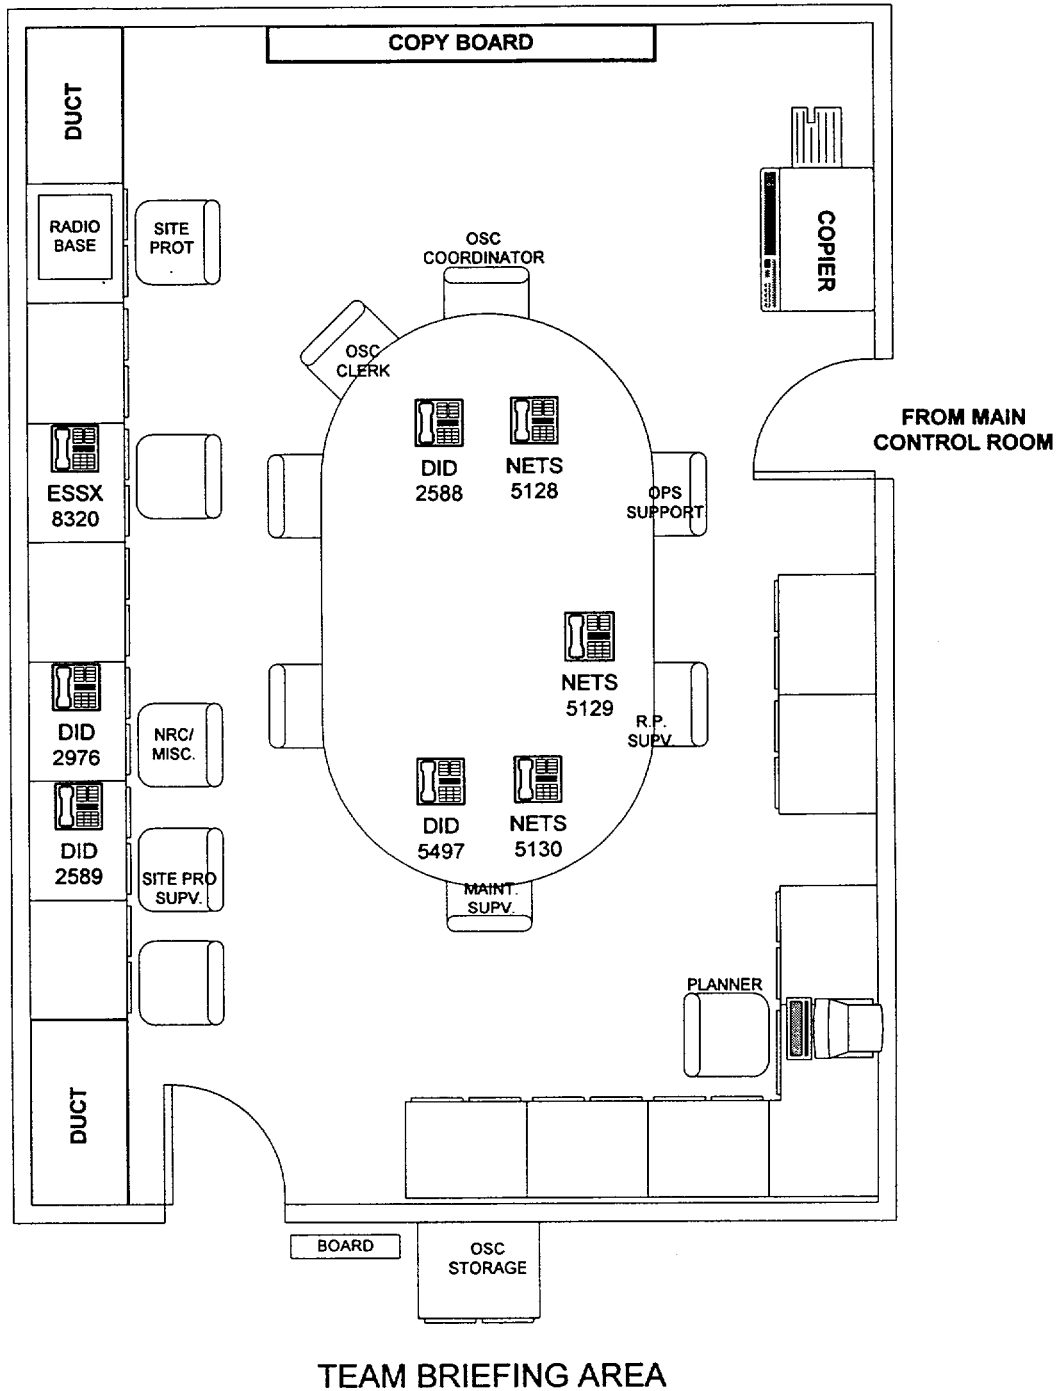 COPY BOARD
DUCT
RADIO
BASE
SITE
PROT
OSC
COORDINATOR
COPIER
OSC
CLERK
FROM MAIN
CONTROL ROOM
DID
2588
NETS
5128
ESSX
8320
OPS
SUPPORT
NETS
5129
R.P.
SUPV.
DID
2976
NRC/
MISC.
DID
5497
NETS
5130
DID
2589
SITE PRO
SUPV.
MAINT.
SUPV.
PLANNER
DUCT
BOARD
OSC
STORAGE
TEAM BRIEFING AREA